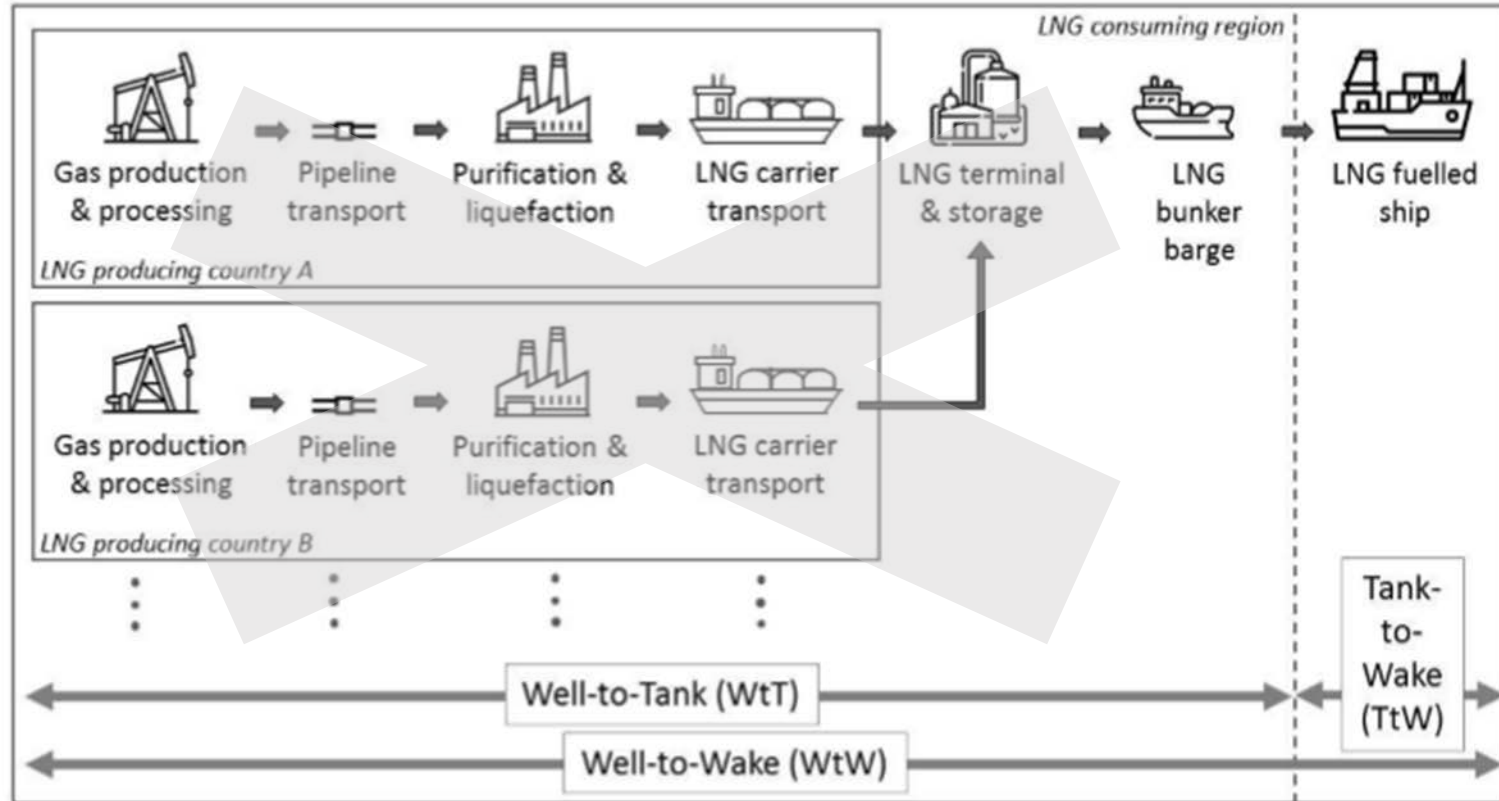 LNG consuming region
Gas production
& processing
Pipeline
transport
Purification &
liquefaction
LNG carrier
transport
LNG terminal
& storage
LNG
bunker
barge
LNG fuelled
ship
LNG producing country A
Gas production
& processing
Pipeline
transport
Purification &
liquefaction
LNG carrier
transport
LNG producing country B
Tank-
to-
Wake
(TtW)
Well-to-Tank (WtT)
Well-to-Wake (WtW)